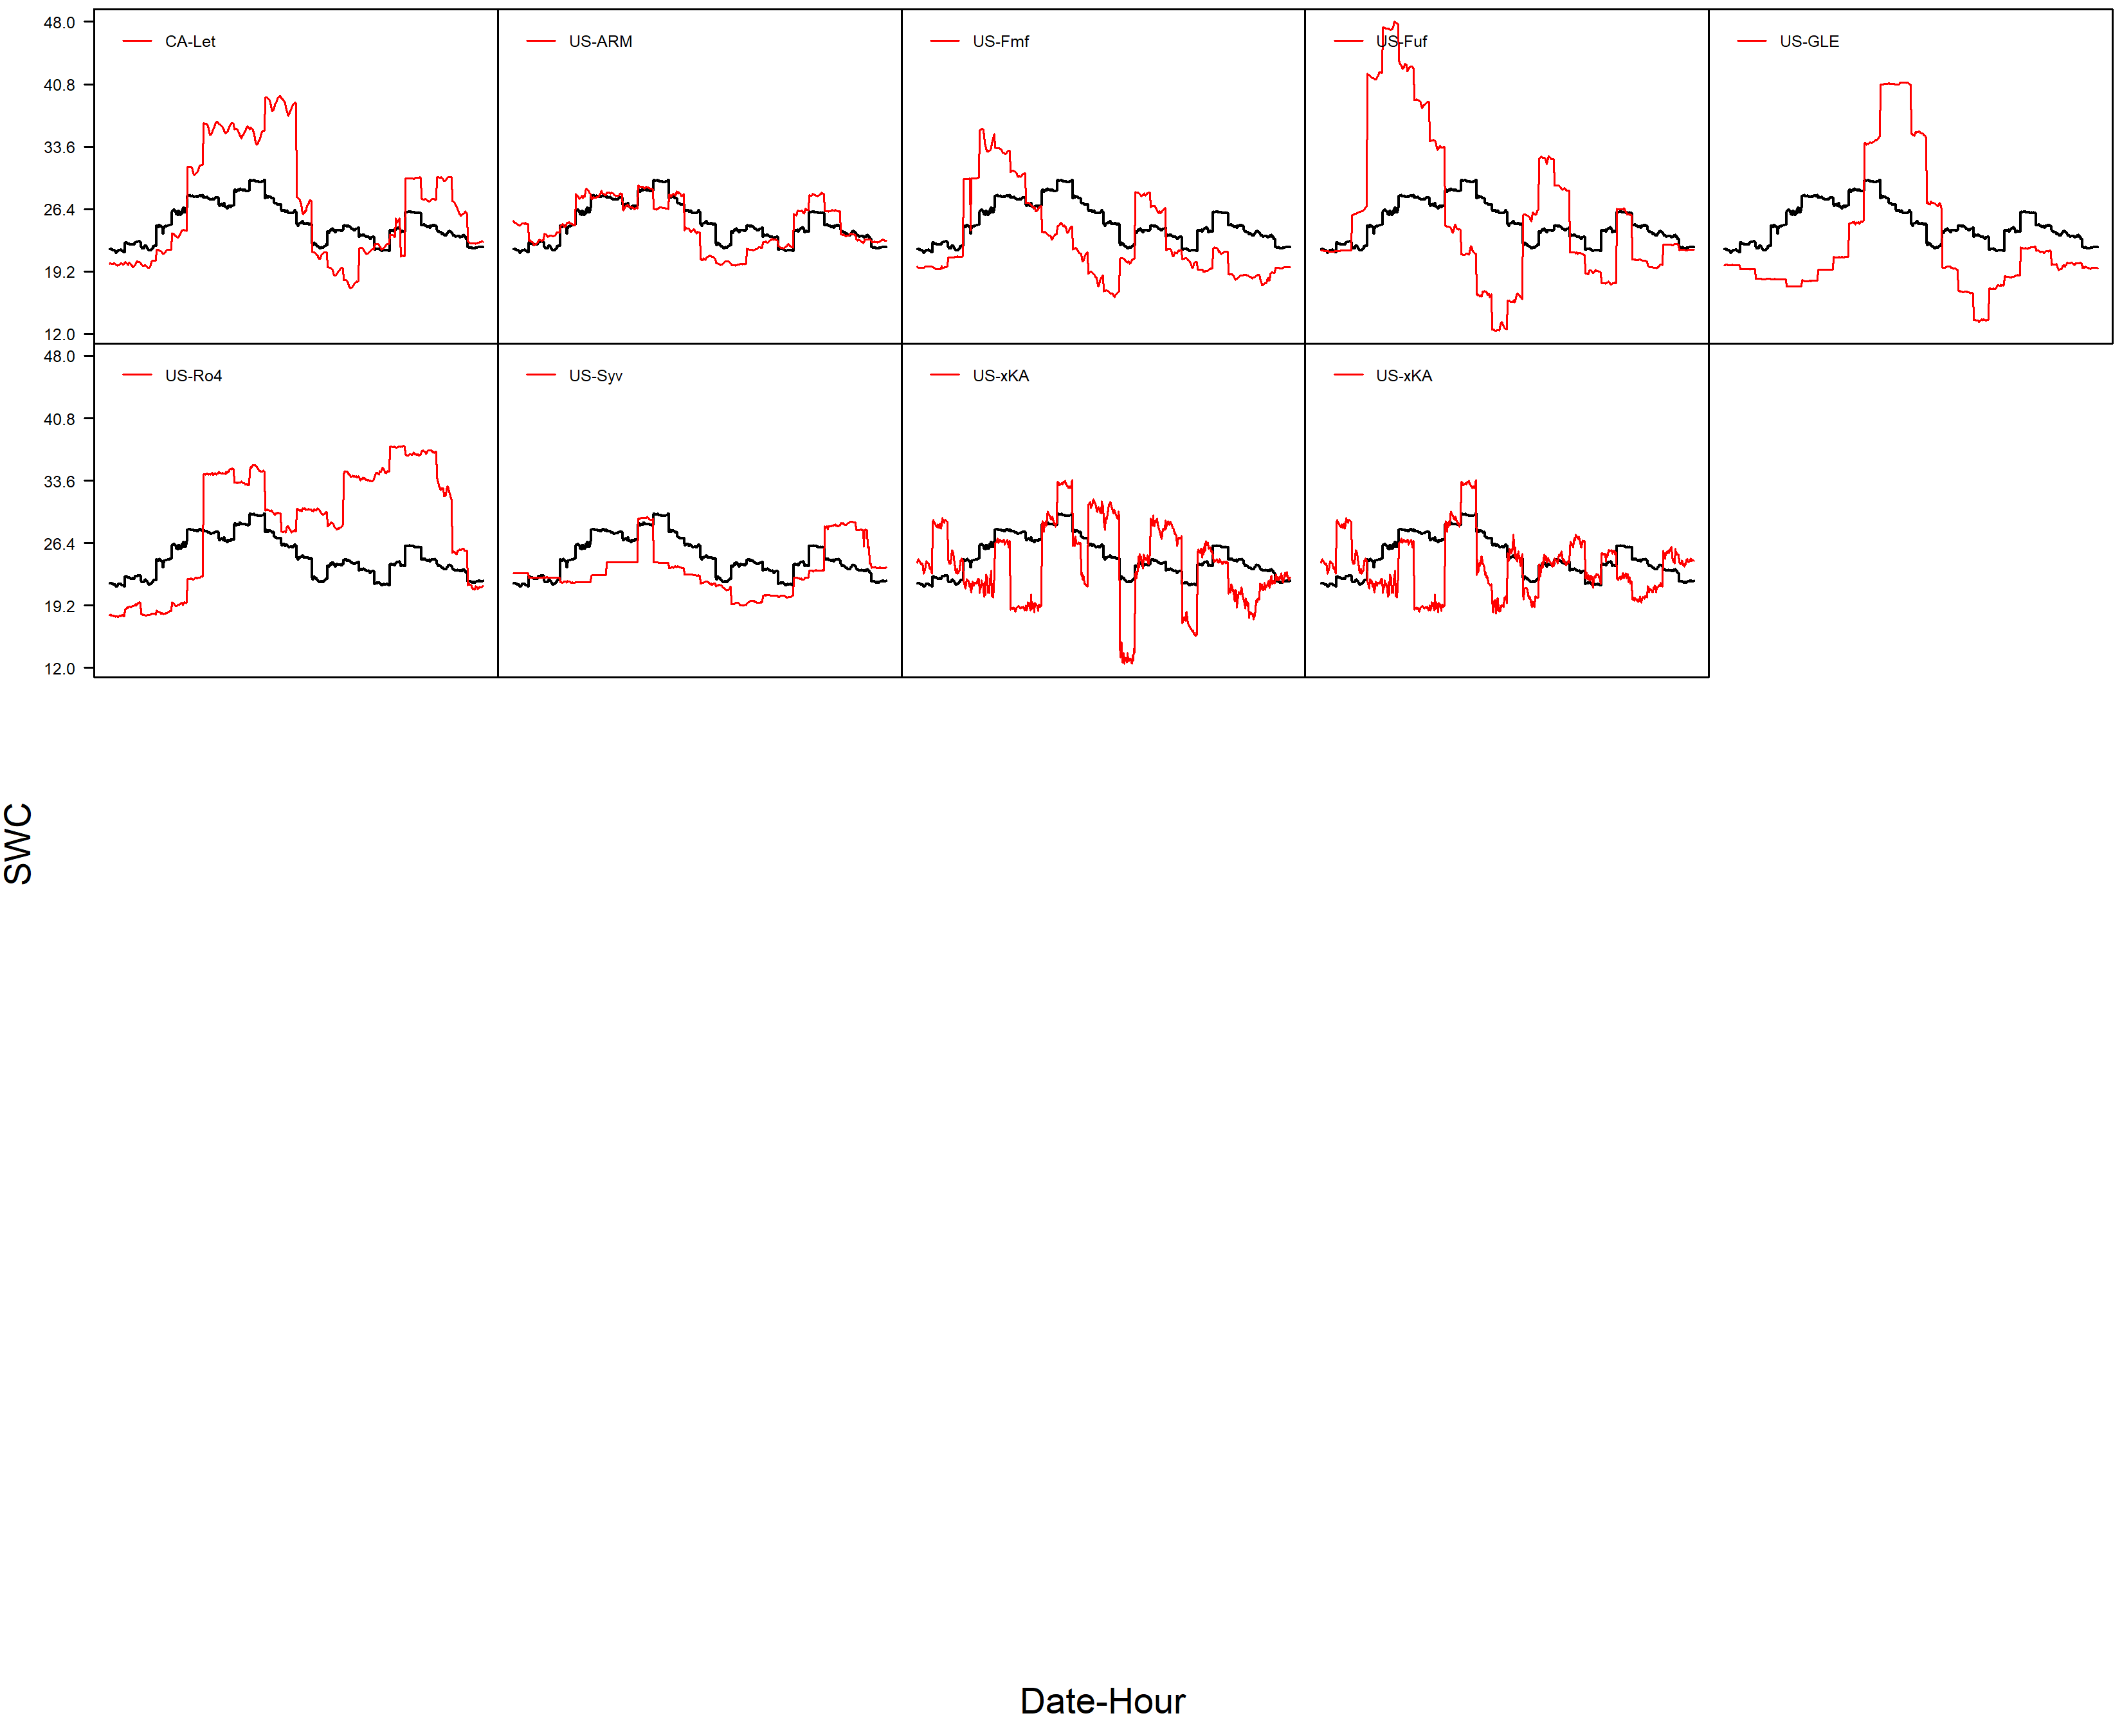 48.0
40.8
33.6
26.4
19.2
12.0
CA-Let
US-ARM
US-Fmf
US-Fuf
US-GLE
48.0
40.8
33.6
26.4
19.2
12.0
US-Ro4
US-Syv
US-xKA
US-xKA
SWC
Date-Hour